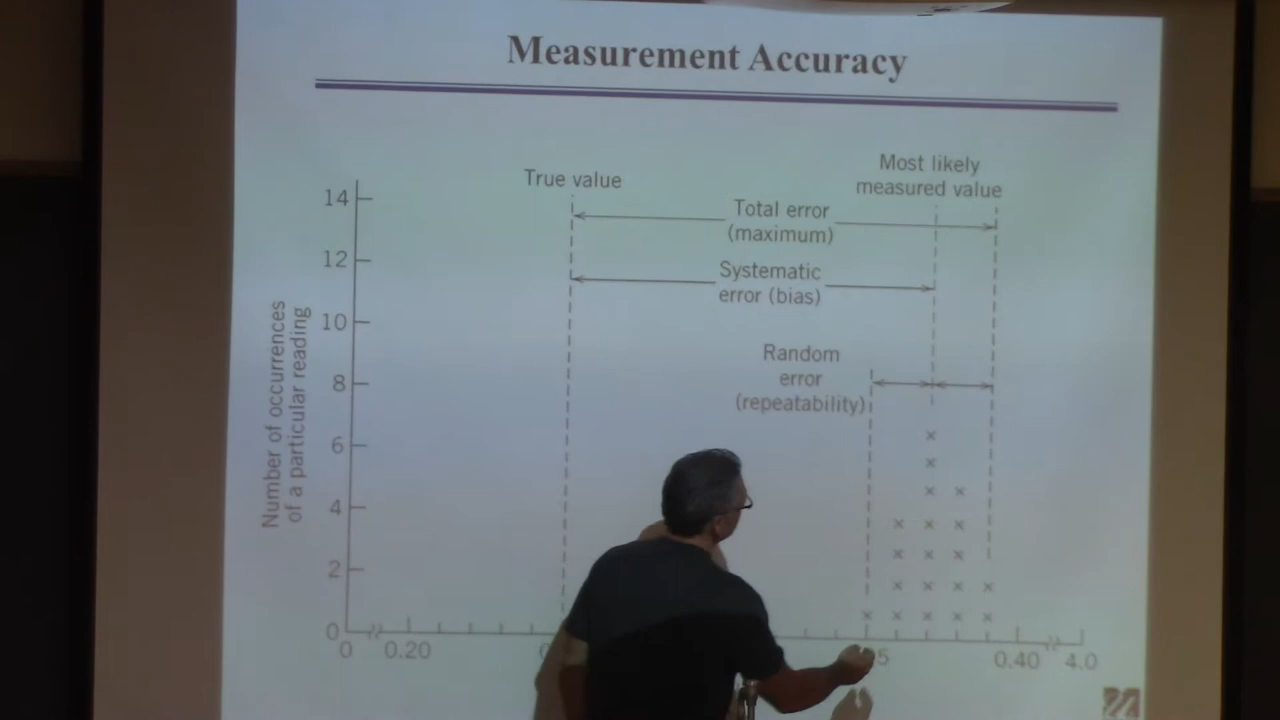 Measurement Accuracy
True value
Most likely
measured value
Total error
(maximum)
Systematic
error (bias)
Random
error
(repeatability)
Number of occurrences
of a particular reading
14
12
10
8
6
4
2
0
0 0.20 0.40 4.0